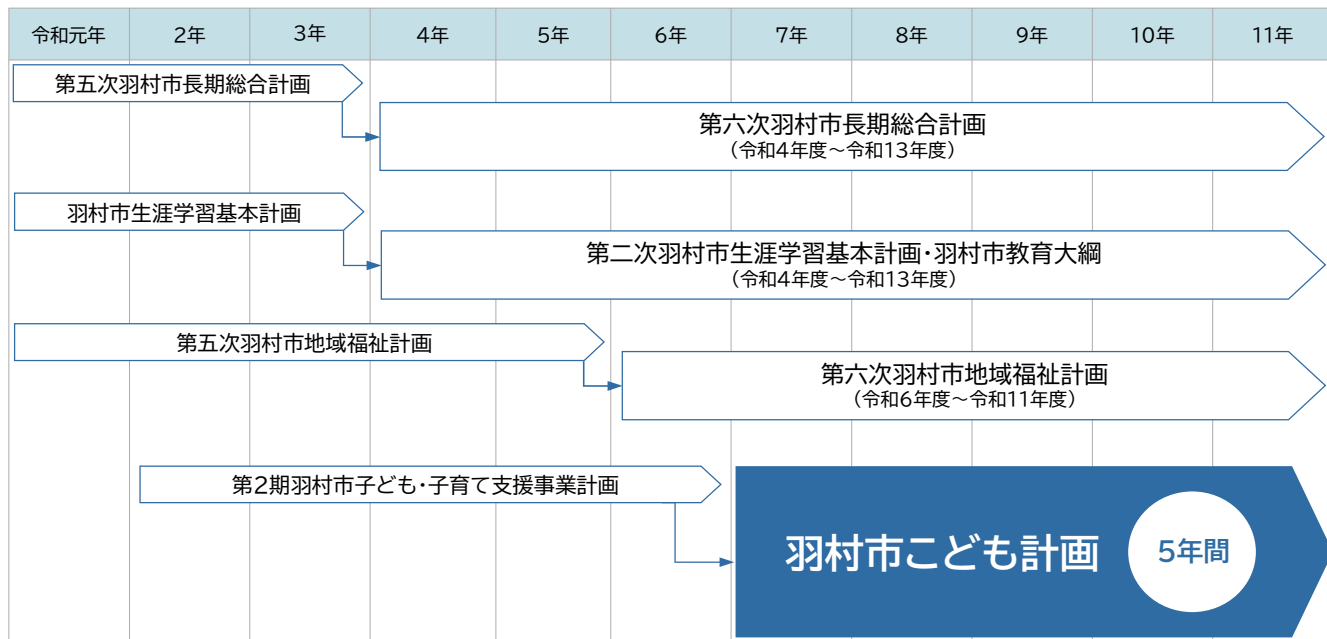 令和元年 2年 3年 4年 5年 6年 7年 8年 9年 10年 11年
第五次羽村市長期総合計画
第六次羽村市長期総合計画
（令和4年度～令和13年度）
羽村市生涯学習基本計画
第二次羽村市生涯学習基本計画・羽村市教育大綱
（令和4年度～令和13年度）
第五次羽村市地域福祉計画
第六次羽村市地域福祉計画
（令和6年度～令和11年度）
第2期羽村市子ども・子育て支援事業計画
羽村市こども計画 5年間